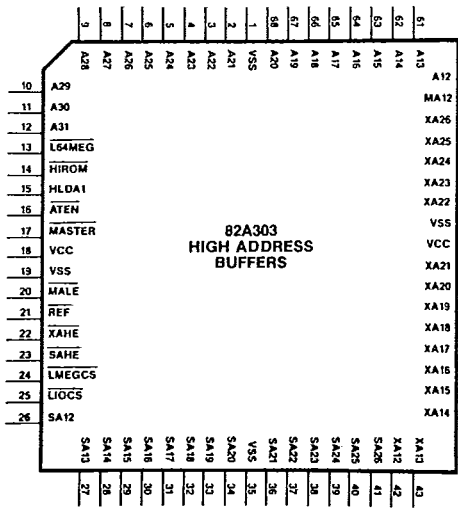 9 8 7 6 5 4 3 2 1 68 67 66 65 64 63 62 61
A28 A27 A26 A25 A24 A23 A22 A21 VSS A20 A19 A18 A17 A16 A15 A14 A13
10 A29
11 A30
12 A31
13 L64MEG
14 HIROM
15 HLDA1
16 ATEN
17 MASTER
18 VCC
19 VSS
20 MALE
21 REF
22 XAHE
23 SAHE
24 LMEGCS
25 LIOCS
26 SA12
82A303
HIGH ADDRESS
BUFFERS
A12
MA12
XA26
XA25
XA24
XA23
XA22
VSS
VCC
XA21
XA20
XA19
XA18
XA17
XA16
XA15
XA14
SA13 SA14 SA15 SA16 SA17 SA18 SA19 SA20 VSS SA21 SA22 SA23 SA24 SA25 SA26 XA12 XA13
27 28 29 30 31 32 33 34 35 36 37 38 39 40 41 42 43